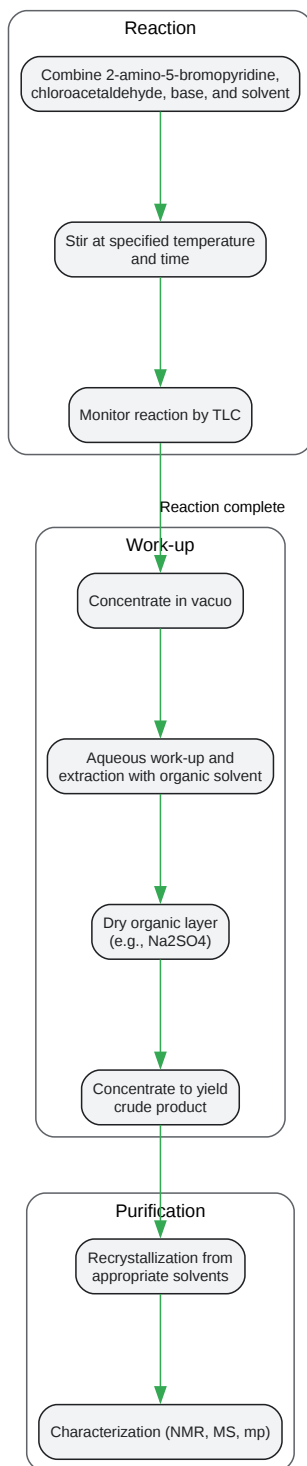 Reaction
Combine 2-amino-5-bromopyridine,
chloroacetaldehyde, base, and solvent
Stir at specified temperature
and time
Monitor reaction by TLC
Reaction complete
Work-up
Concentrate in vacuo
Aqueous work-up and
extraction with organic solvent
Dry organic layer
(e.g., Na2SO4)
Concentrate to yield
crude product
Purification
Recrystallization from
appropriate solvents
Characterization (NMR, MS, mp)